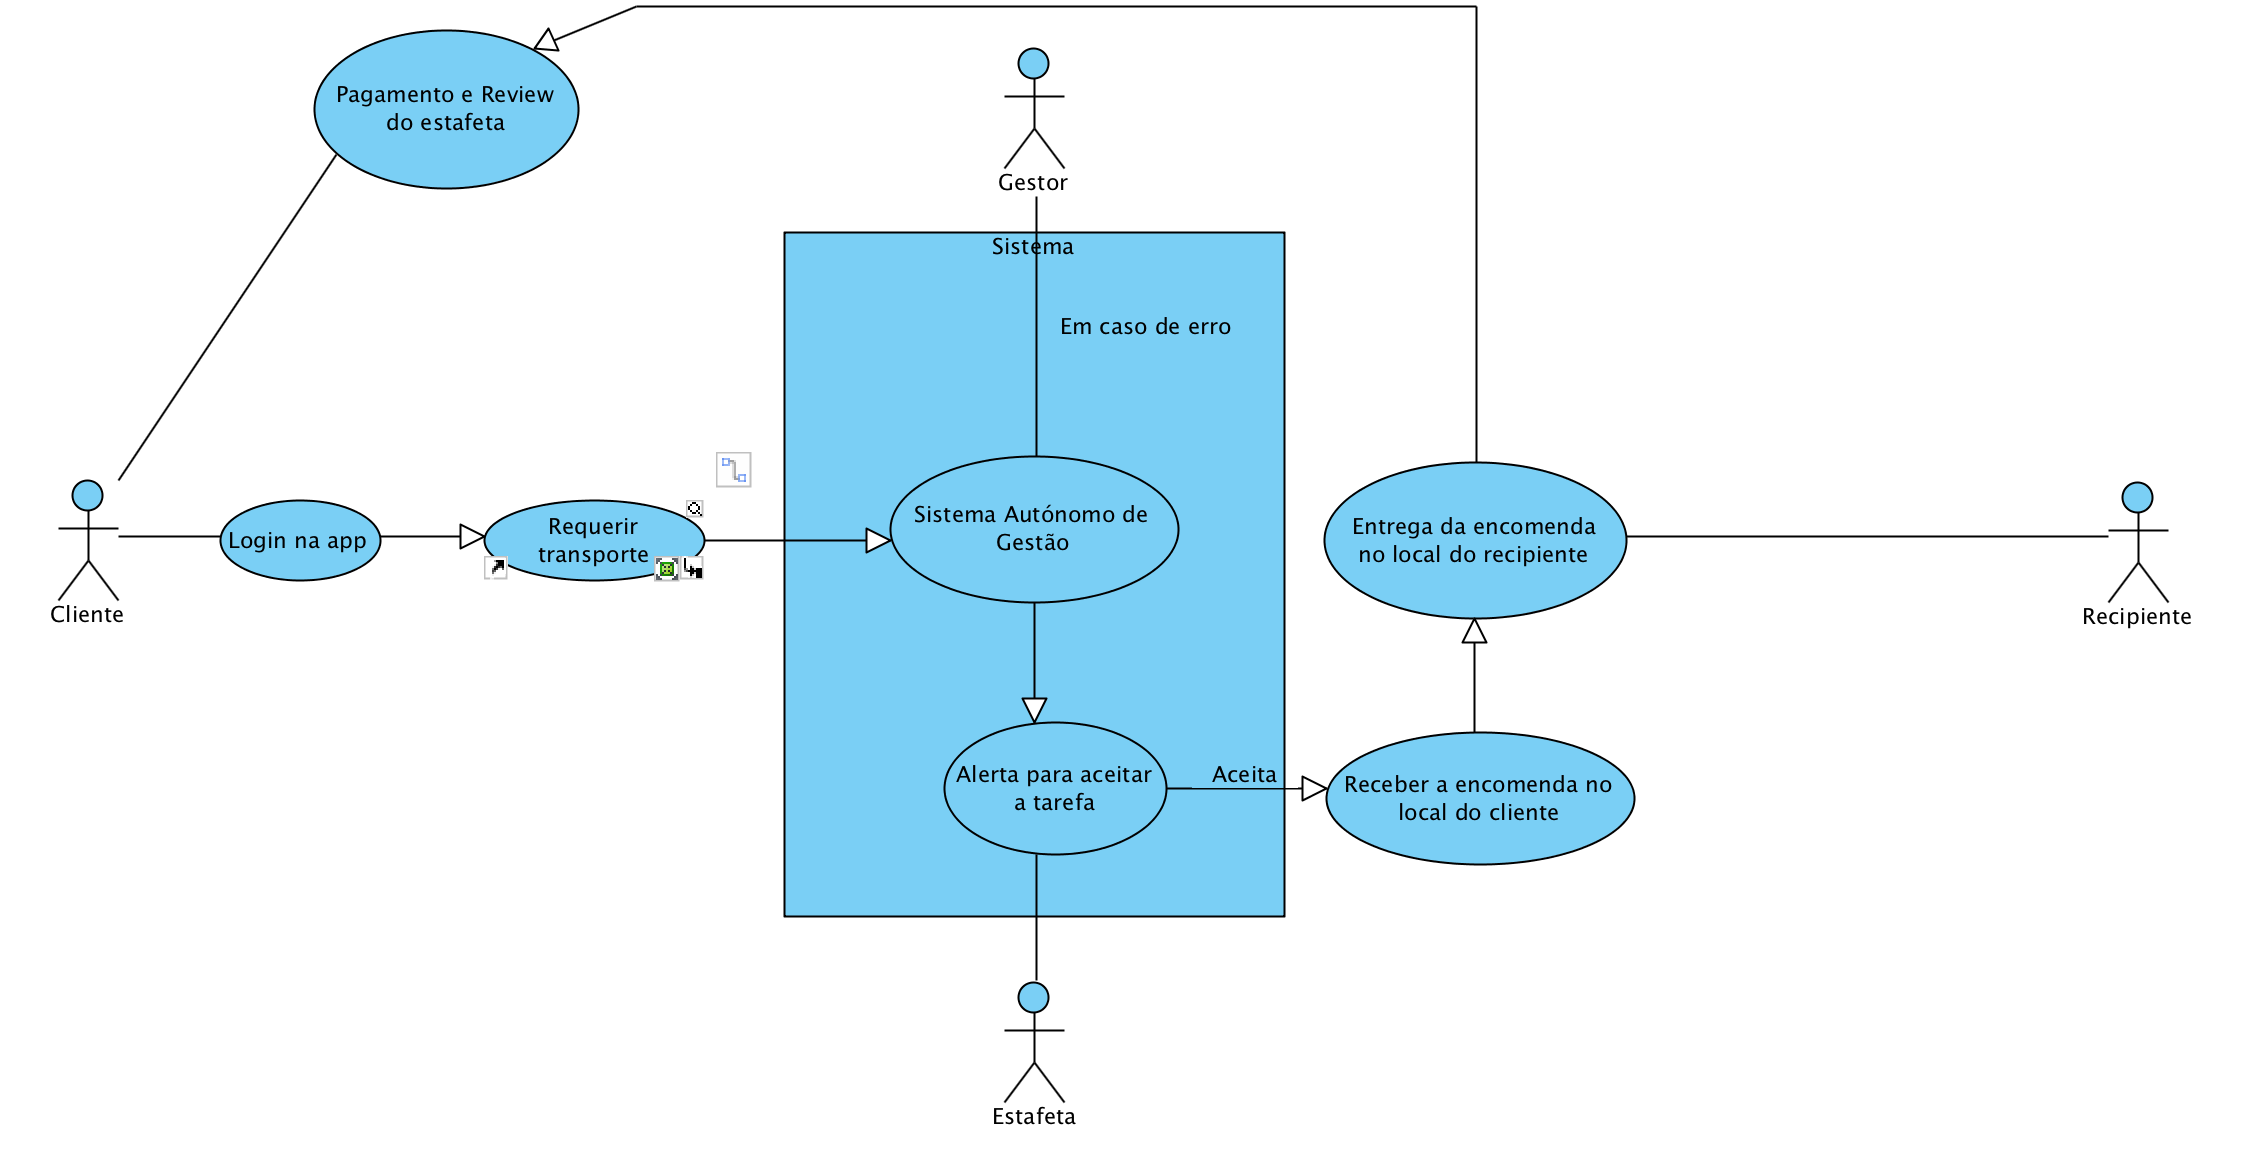 Pagamento e Review
do estafeta
Gestor
Sistema
Em caso de erro
Sistema Autónomo de
Gestão
Login na app
Requerir
transporte
Cliente
Entrega da encomenda
no local do recipiente
Recipiente
Alerta para aceitar
a tarefa
Aceita
Receber a encomenda no
local do cliente
Estafeta